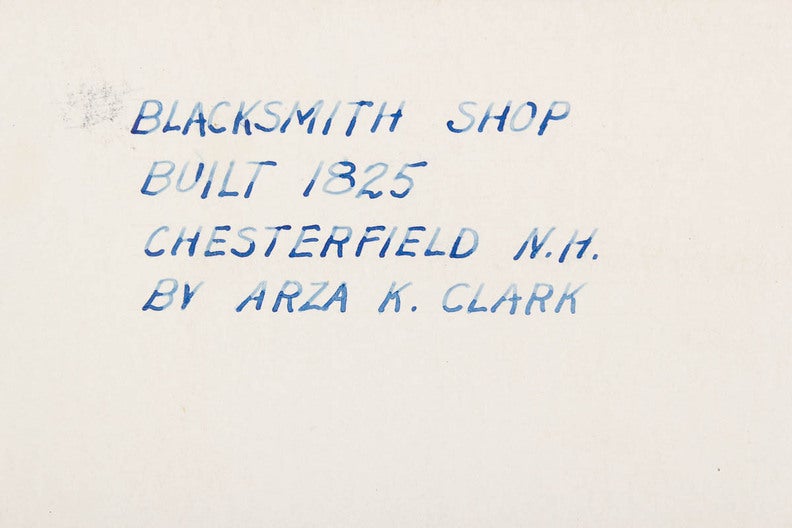 BLACKSMITH SHOP
BUILT 1825
CHESTERFIELD N.H.
BY ARZA K. CLARK